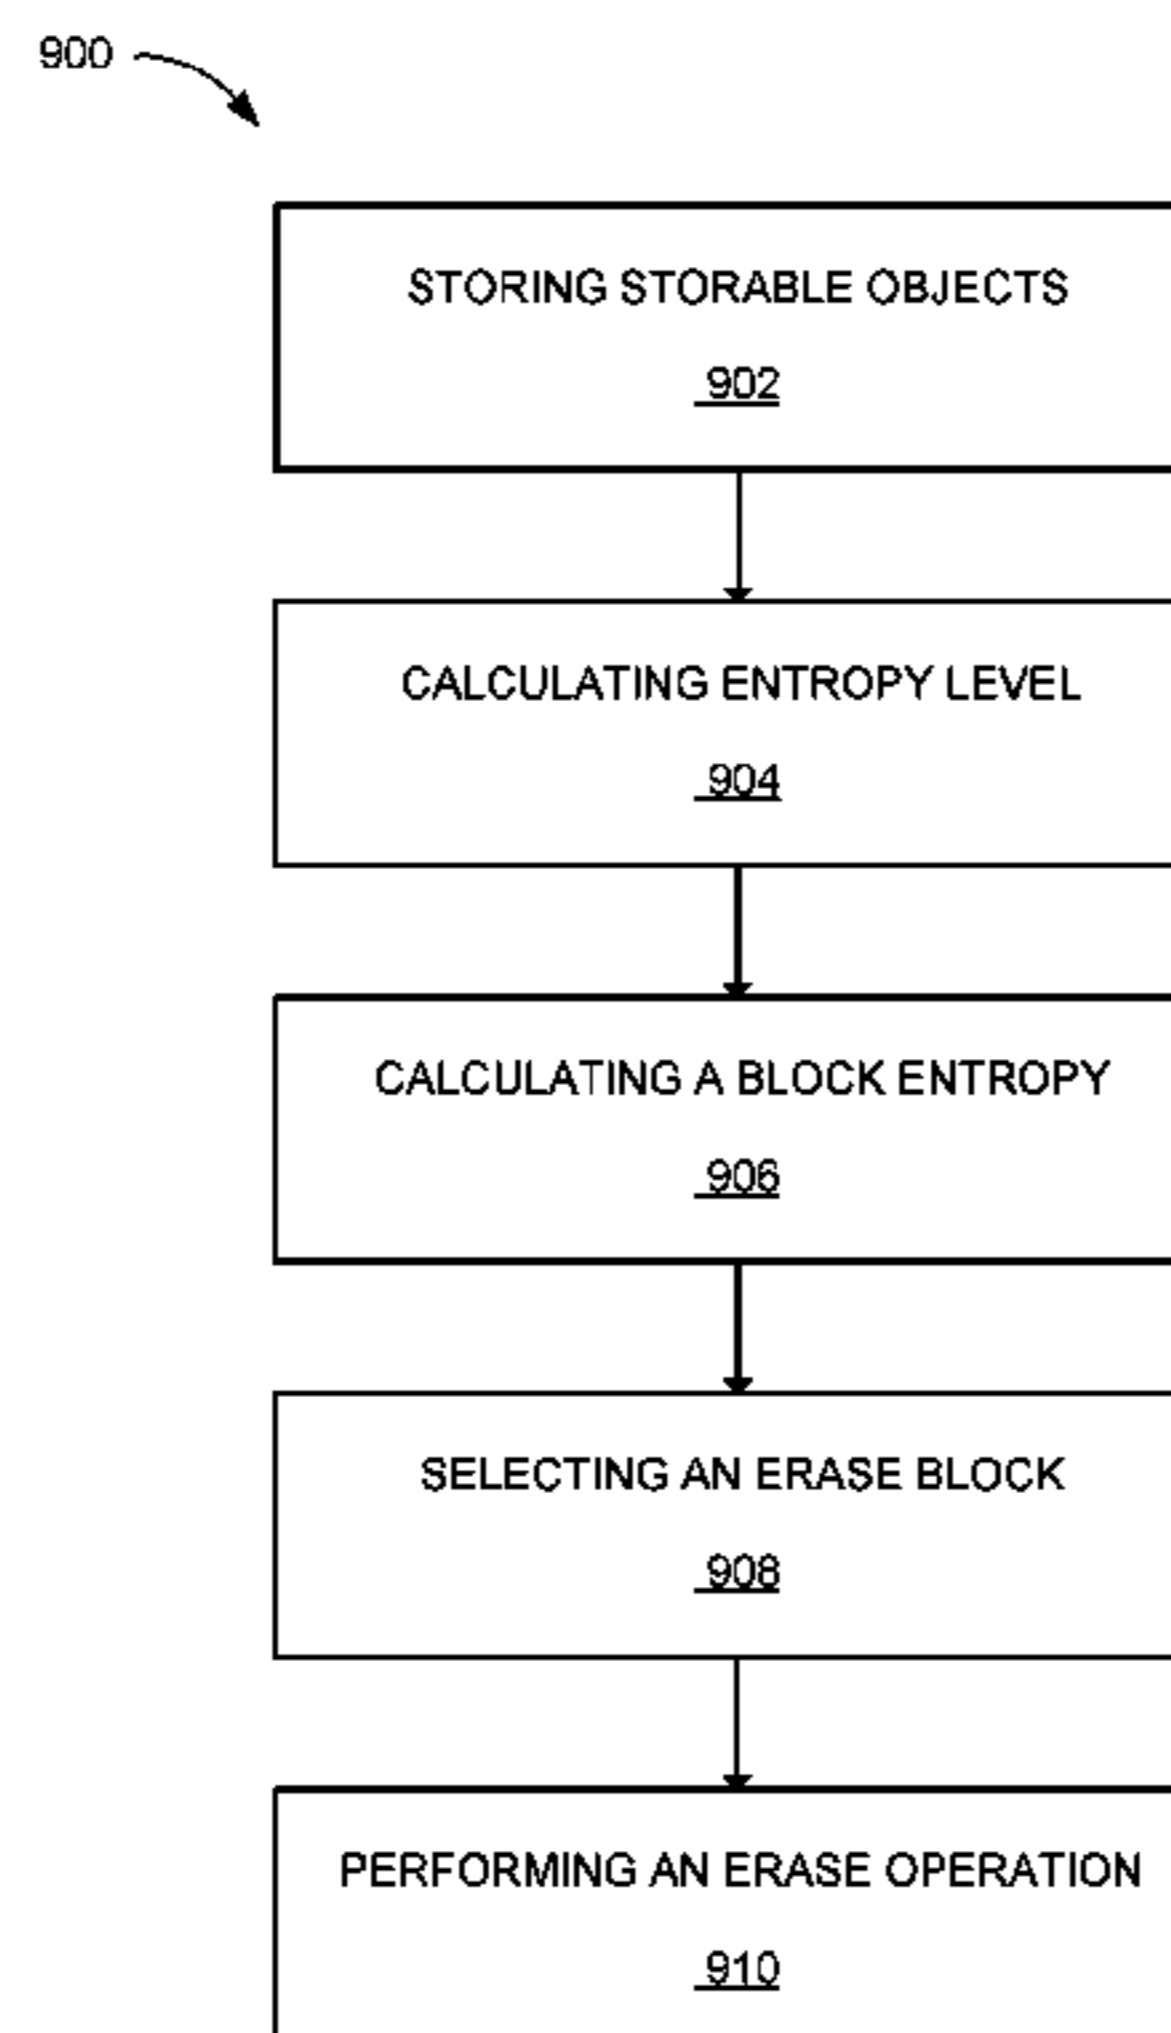 900
STORING STORABLE OBJECTS
902
CALCULATING ENTROPY LEVEL
904
CALCULATING A BLOCK ENTROPY
906
SELECTING AN ERASE BLOCK
908
PERFORMING AN ERASE OPERATION
910